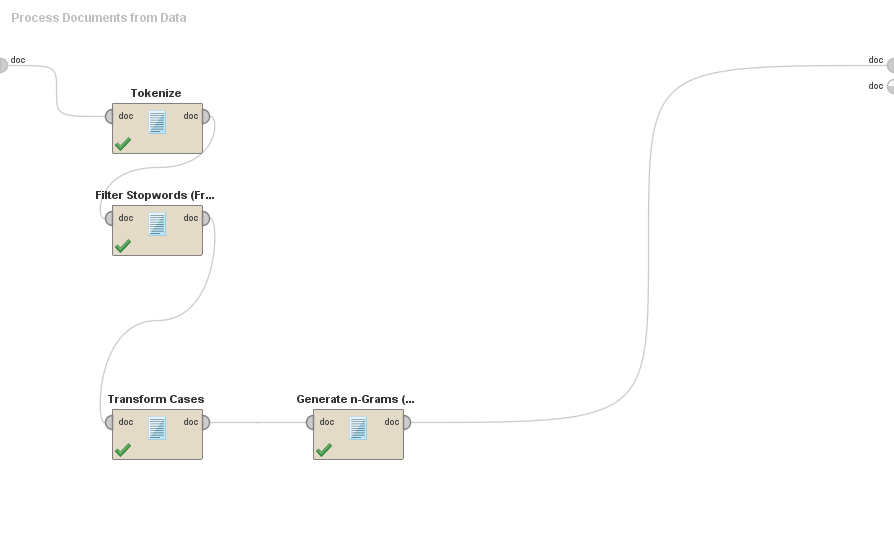 Process Documents from Data
doc
doc
doc
Tokenize
doc doc
Filter Stopwords (Fr...
doc doc
Transform Cases
doc doc
Generate n-Grams (...
doc doc